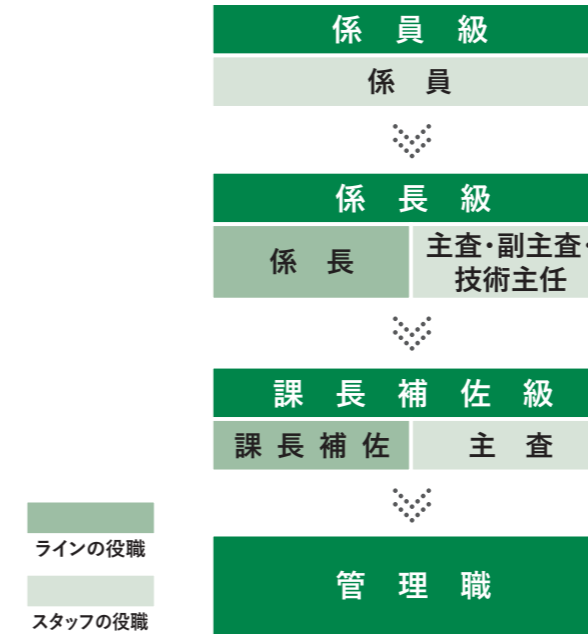 係員級
係員
係長級
係長
主査・副主査・
技術主任
課長補佐級
課長補佐
主査
管理職
ラインの役職
スタッフの役職